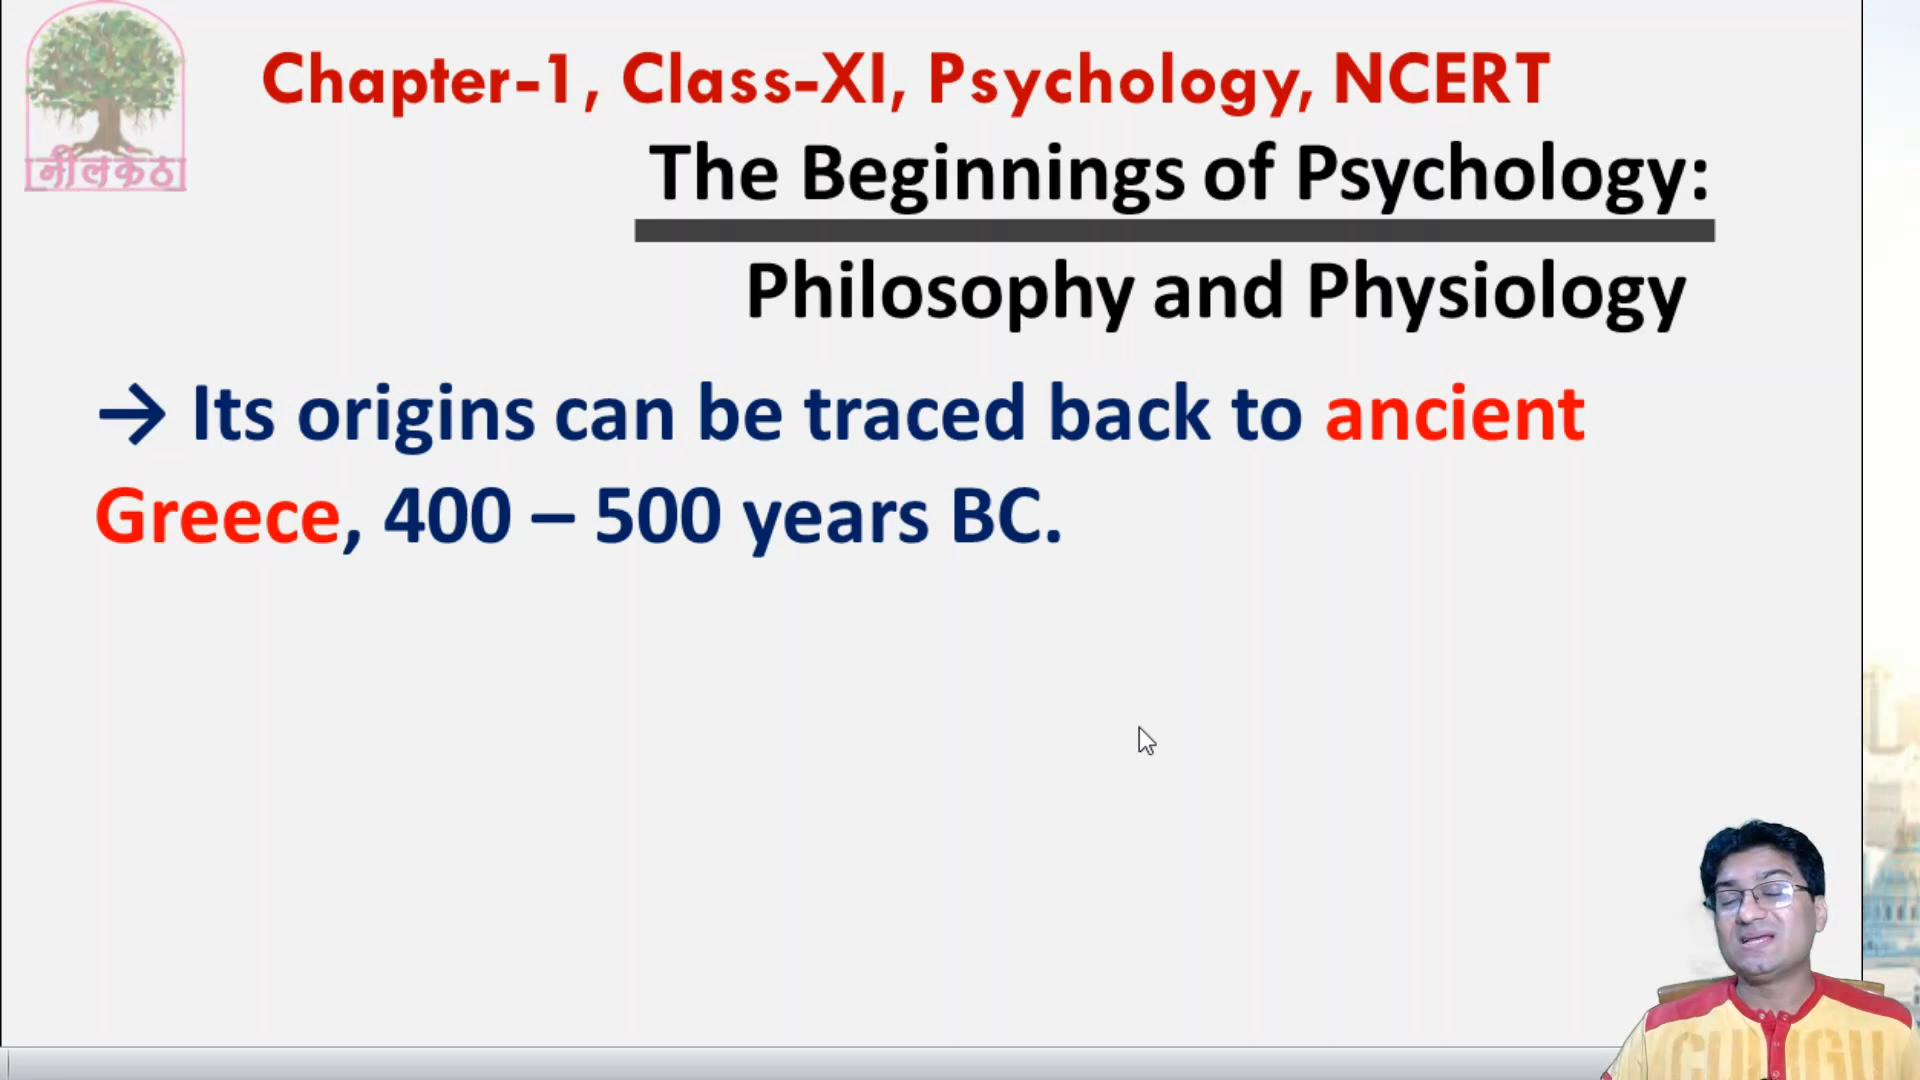 नीलकंठ
Chapter-1, Class-XI, Psychology, NCERT
The Beginnings of Psychology:
Philosophy and Physiology
→ Its origins can be traced back to ancient
Greece, 400 – 500 years BC.